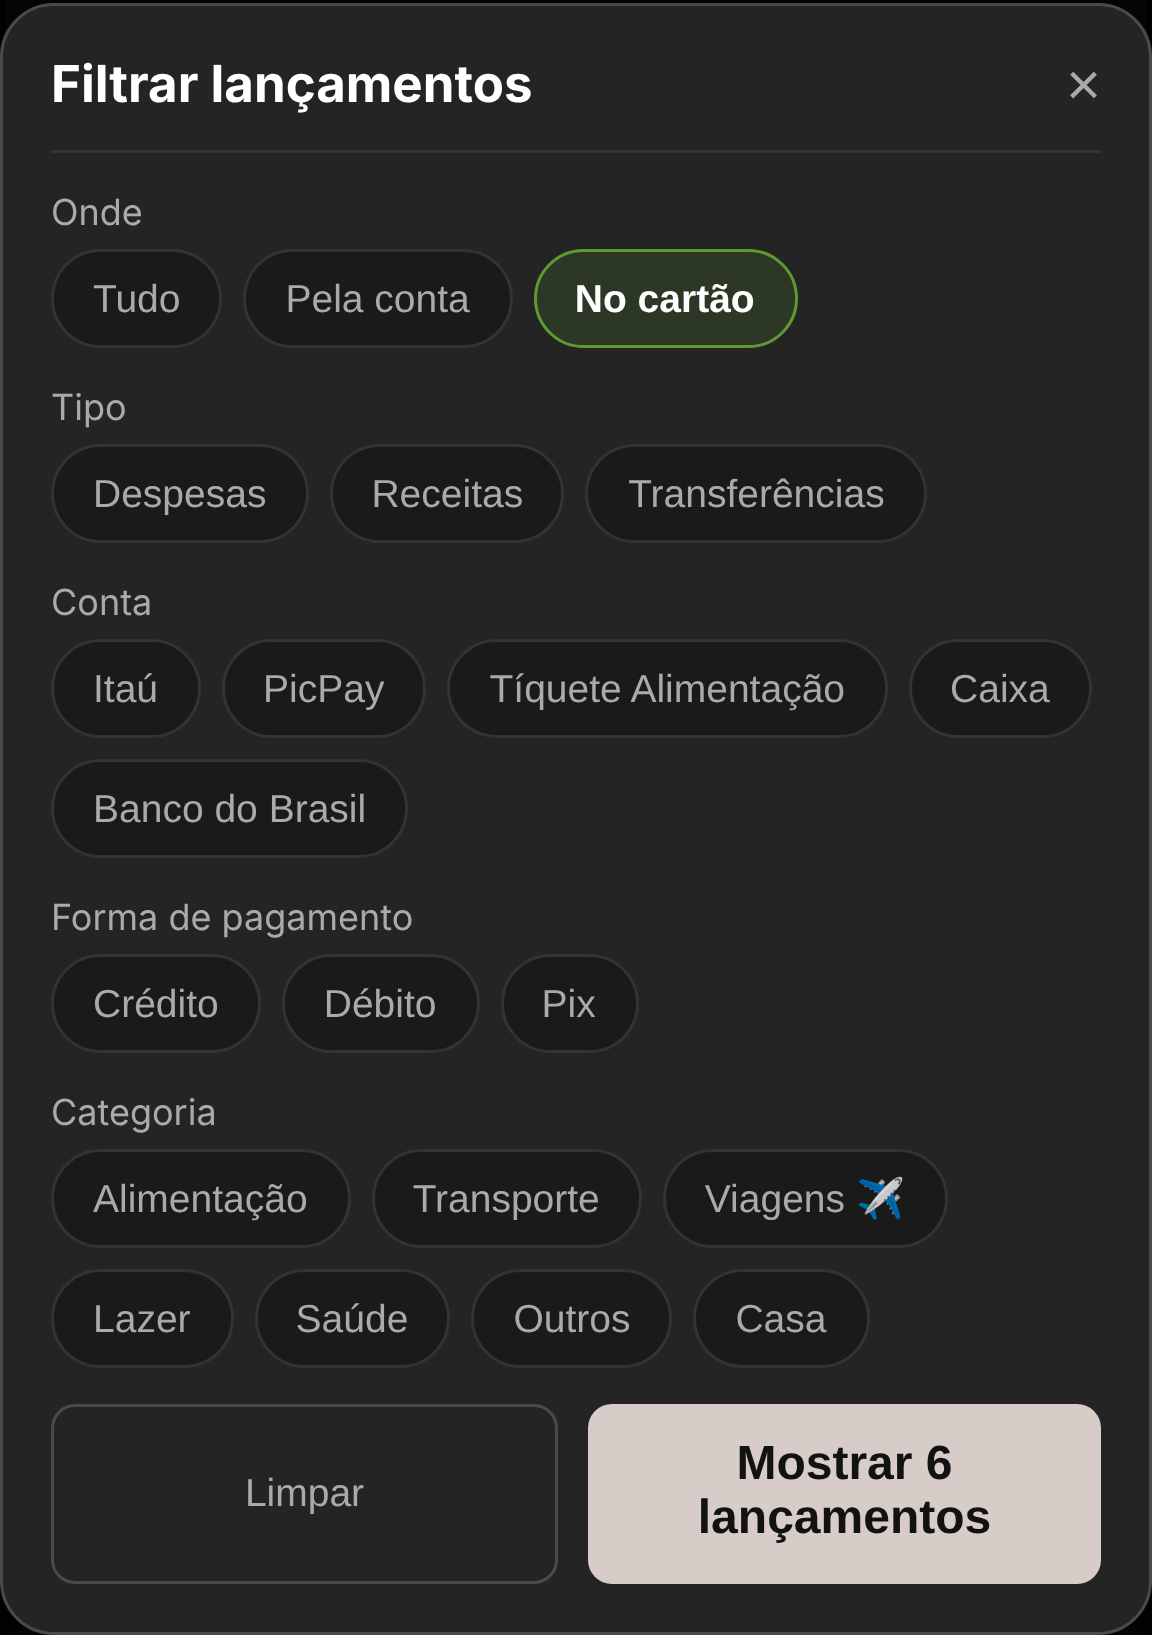 Filtrar lançamentos ✕
Onde
Tudo Pela conta No cartão
Tipo
Despesas Receitas Transferências
Conta
Itaú PicPay Tíquete Alimentação Caixa
Banco do Brasil
Forma de pagamento
Crédito Débito Pix
Categoria
Alimentação Transporte Viagens ✈️
Lazer Saúde Outros Casa
Limpar
Mostrar 6
lançamentos